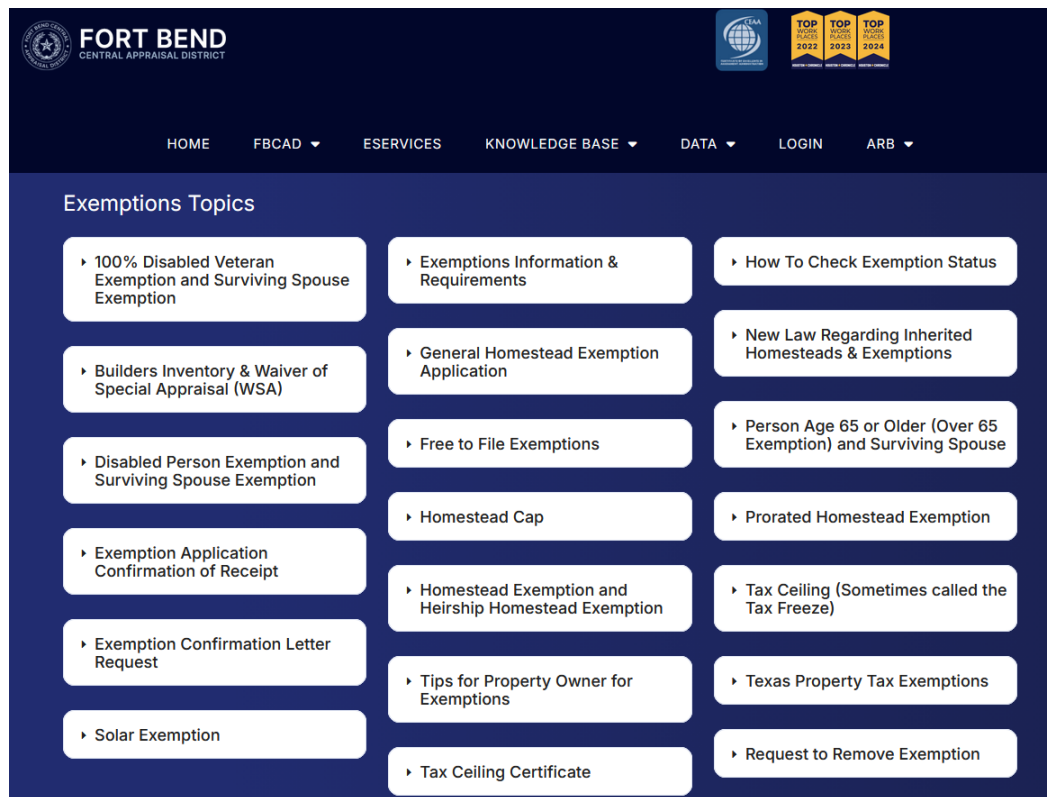 FORT BEND
CENTRAL APPRAISAL DISTRICT
CEAA
TOP
WORK
PLACES
2022
TOP
WORK
PLACES
2023
TOP
WORK
PLACES
2024
HOME
FBCAD
ESERVICES
KNOWLEDGE BASE
DATA
LOGIN
ARB
Exemptions Topics
100% Disabled Veteran
Exemption and Surviving Spouse
Exemption
Builders Inventory & Waiver of
Special Appraisal (WSA)
Disabled Person Exemption and
Surviving Spouse Exemption
Exemption Application
Confirmation of Receipt
Exemption Confirmation Letter
Request
Solar Exemption
Exemptions Information &
Requirements
General Homestead Exemption
Application
Free to File Exemptions
Homestead Cap
Homestead Exemption and
Heirship Homestead Exemption
Tips for Property Owner for
Exemptions
Tax Ceiling Certificate
How To Check Exemption Status
New Law Regarding Inherited
Homesteads & Exemptions
Person Age 65 or Older (Over 65
Exemption) and Surviving Spouse
Prorated Homestead Exemption
Tax Ceiling (Sometimes called the
Tax Freeze)
Texas Property Tax Exemptions
Request to Remove Exemption